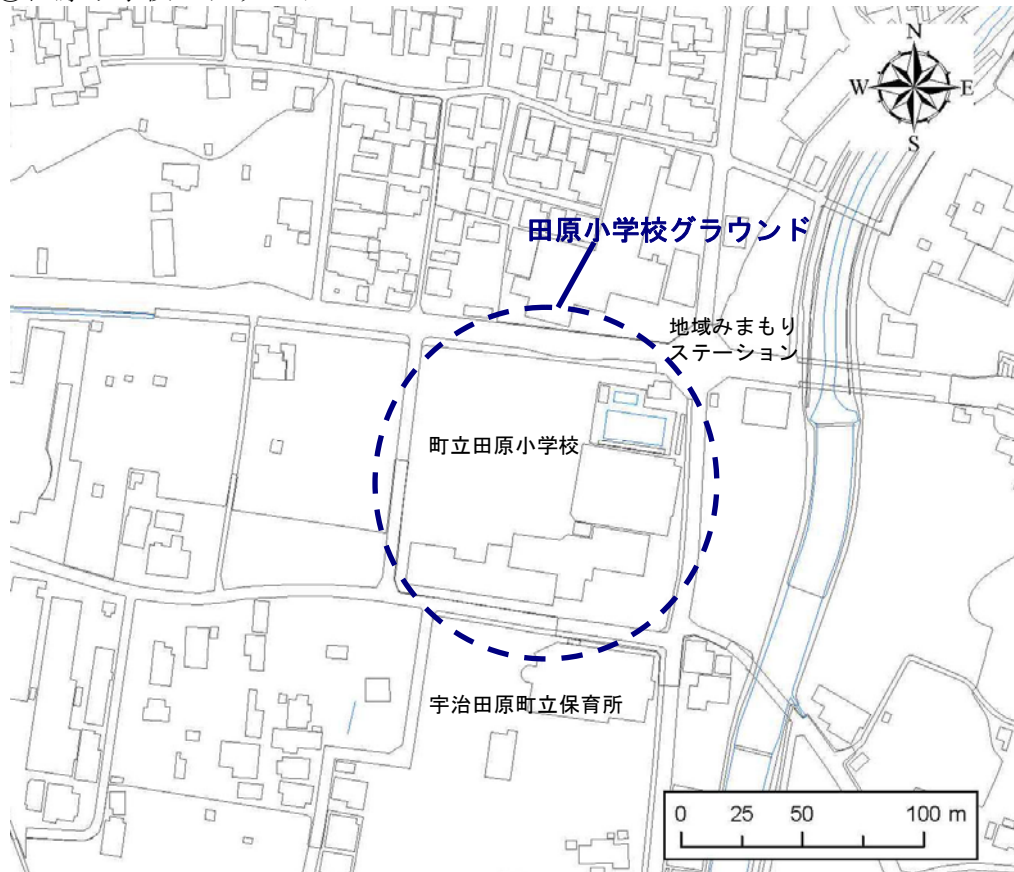 N
W E
S
田原小学校グラウンド
地域みまもり
ステーション
町立田原小学校
宇治田原町立保育所
0 25 50 100 m